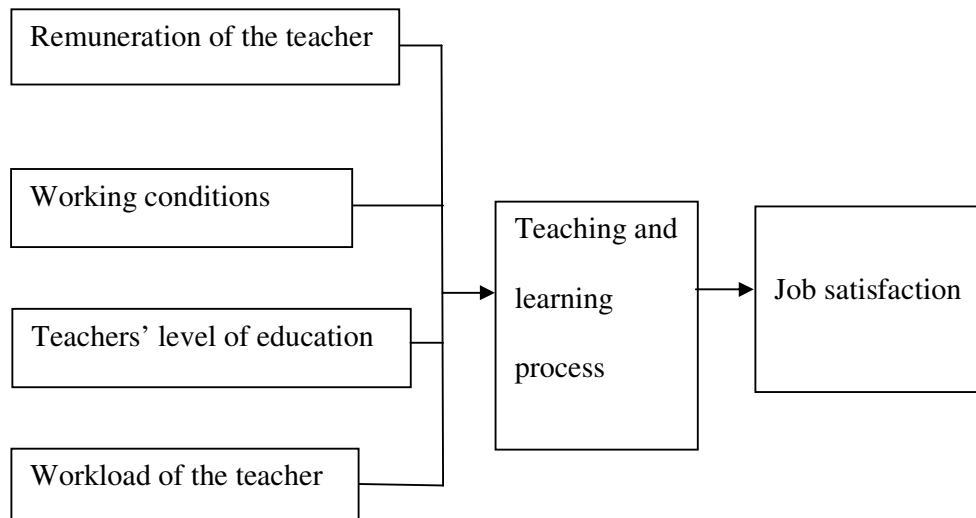 Remuneration of the teacher
Working conditions
Teachers’ level of education
Workload of the teacher
Teaching and
learning
process
Job satisfaction